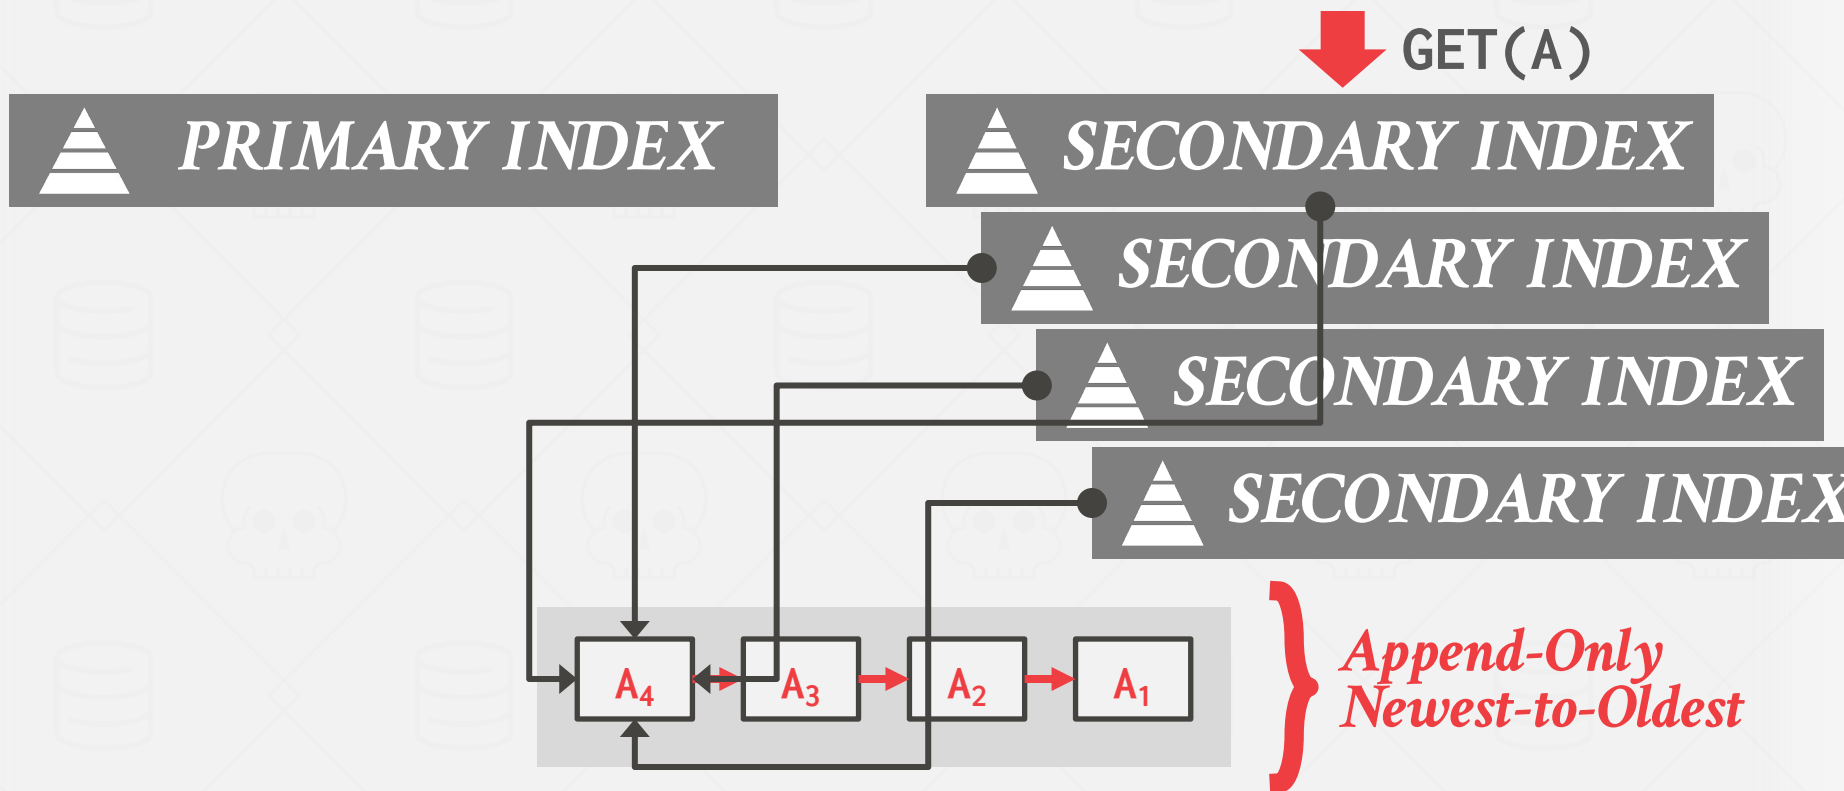 GET(A)
PRIMARY INDEX
SECONDARY INDEX
SECONDARY INDEX
SECONDARY INDEX
SECONDARY INDEX
A4
A3
A2
A1
Append-Only
Newest-to-Oldest